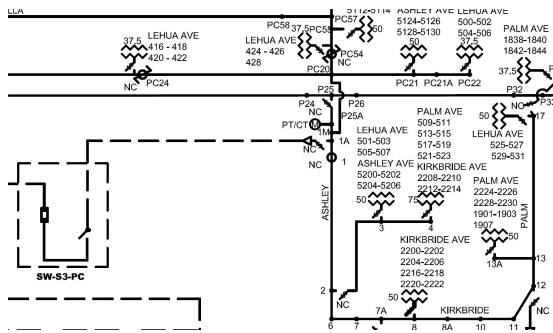 LLA
PC58
PC57
5112-5114
50
PC55
37.5
ASHLEY AVE
5124-5126
5128-5130
50
LEHUA AVE
500-502
504-506
37.5
PALM AVE
1838-1840
1842-1844
37.5
37.5
LEHUA AVE
416 - 418
420 - 422
LEHUA AVE
424 - 426
428
PC54
NC
PC24
NC
PC20
PC21
PC21A
PC22
P25
P24
NC
P26
P25A
P32
P33
NO
17
50
LEHUA AVE
525-527
529-531
PT/CT
M
1M
1A
NC
1
NC
LEHUA AVE
501-503
505-507
ASHLEY AVE
5200-5202
5204-5206
50
3
PALM AVE
509-511
513-515
517-519
521-523
KIRKBRIDE AVE
2208-2210
2212-2214
75
4
PALM AVE
2224-2226
2228-2230
1901-1903
1907
50
13A
13
PALM
ASHLEY
KIRKBRIDE AVE
2200-2202
2204-2206
2216-2218
2220-2222
50
SW-S3-PC
2
NC
12
NC
6
7
7A
8
8A
KIRKBRIDE
10
11